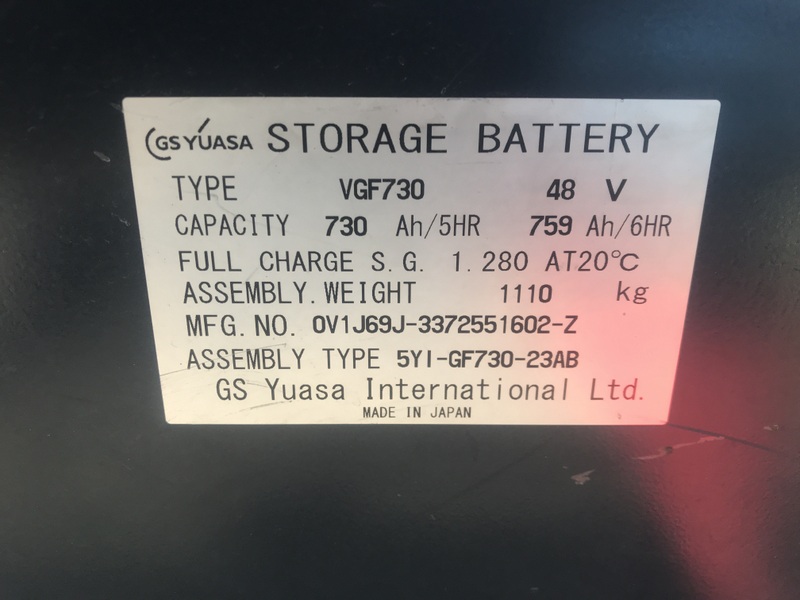 GS YUASA STORAGE BATTERY
TYPE VGF730 48 V
CAPACITY 730 Ah/5HR 759 Ah/6HR
FULL CHARGE S.G. 1.280 AT20℃
ASSEMBLY.WEIGHT 1110 kg
MFG.NO. 0V1J69J-3372551602-Z
ASSEMBLY TYPE 5YI-GF730-23AB
GS Yuasa International Ltd.
MADE IN JAPAN